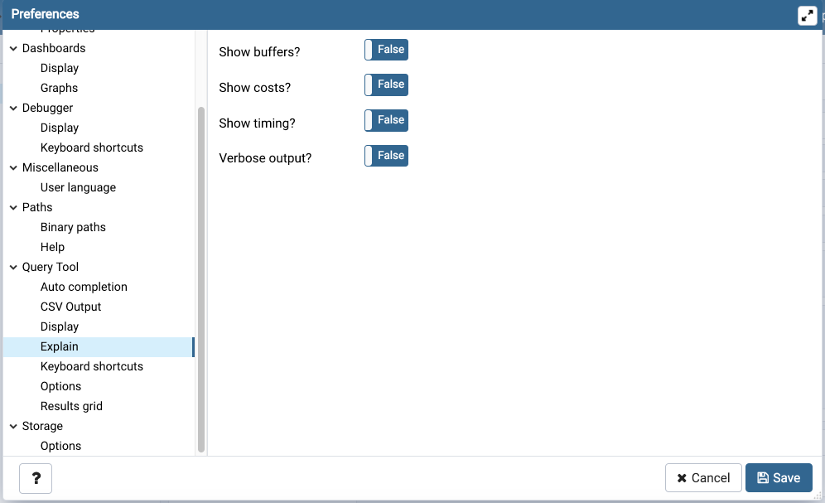 Preferences
Properties
Dashboards
Display
Graphs
Debugger
Display
Keyboard shortcuts
Miscellaneous
User language
Paths
Binary paths
Help
Query Tool
Auto completion
CSV Output
Display
Explain
Keyboard shortcuts
Options
Results grid
Storage
Options
Show buffers? False
Show costs? False
Show timing? False
Verbose output? False
? Cancel Save